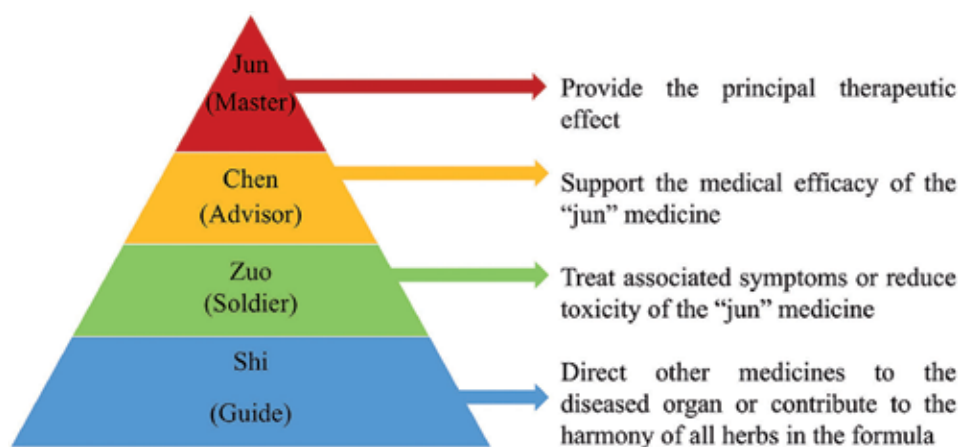 Jun
(Master)
Provide the principal therapeutic
effect
Chen
(Advisor)
Support the medical efficacy of the
“jun” medicine
Zuo
(Soldier)
Treat associated symptoms or reduce
toxicity of the “jun” medicine
Shi
(Guide)
Direct other medicines to the
diseased organ or contribute to the
harmony of all herbs in the formula